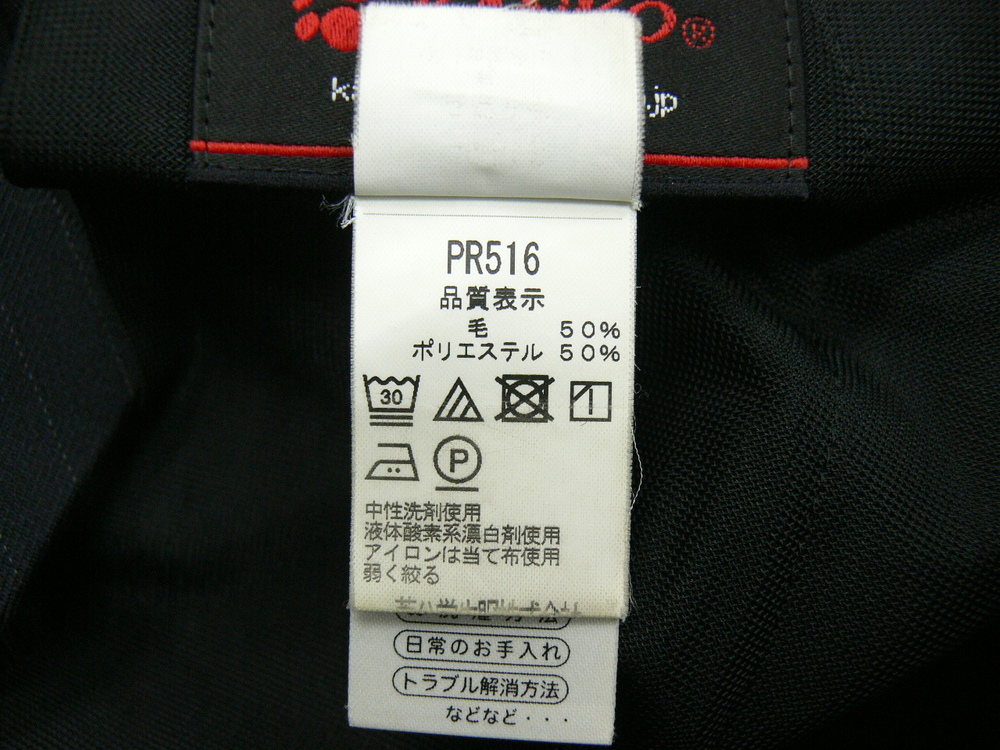 .jp
PR516
品質表示
毛 50%
ポリエステル 50%
30
P
中性洗剤使用
液体酸素系漂白剤使用
アイロンは当て布使用
弱く絞る
日常のお手入れ
トラブル解消方法
などなど・・・